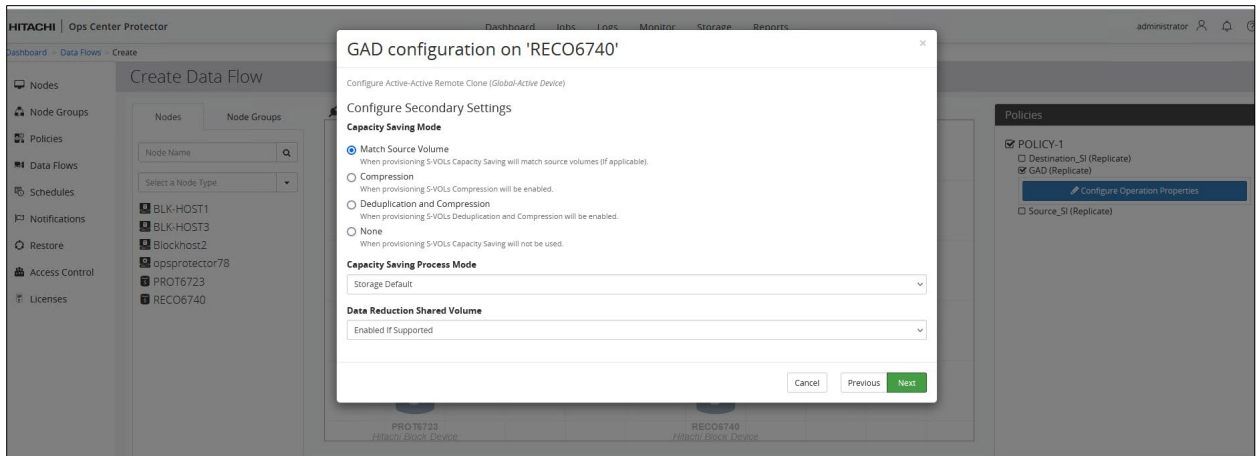 HITACHI | Ops Center Protector
Dashboard Jobs Logs Monitor Storage Reports
administrator
Dashboard > Data Flows > Create
Create Data Flow
Nodes
Node Groups
Policies
Data Flows
Schedules
Notifications
Restore
Access Control
Licenses
Nodes Node Groups
Node Name
Select a Node Type
BLK-HOST1
BLK-HOST3
Blockhost2
opsprotector78
PROT6723
RECO6740
GAD configuration on 'RECO6740'
×
Configure Active-Active Remote Clone (Global-Active Device)
Configure Secondary Settings
Capacity Saving Mode
Match Source Volume
When provisioning S-VOLs Capacity Saving will match source volumes (If applicable).
Compression
When provisioning S-VOLs Compression will be enabled.
Deduplication and Compression
When provisioning S-VOLs Deduplication and Compression will be enabled.
None
When provisioning S-VOLs Capacity Saving will not be used.
Capacity Saving Process Mode
Storage Default
Data Reduction Shared Volume
Enabled If Supported
Cancel Previous Next
PROT6723
Hitachi Block Device
RECO6740
Hitachi Block Device
Policies
POLICY-1
Destination_SI (Replicate)
GAD (Replicate)
Configure Operation Properties
Source_SI (Replicate)